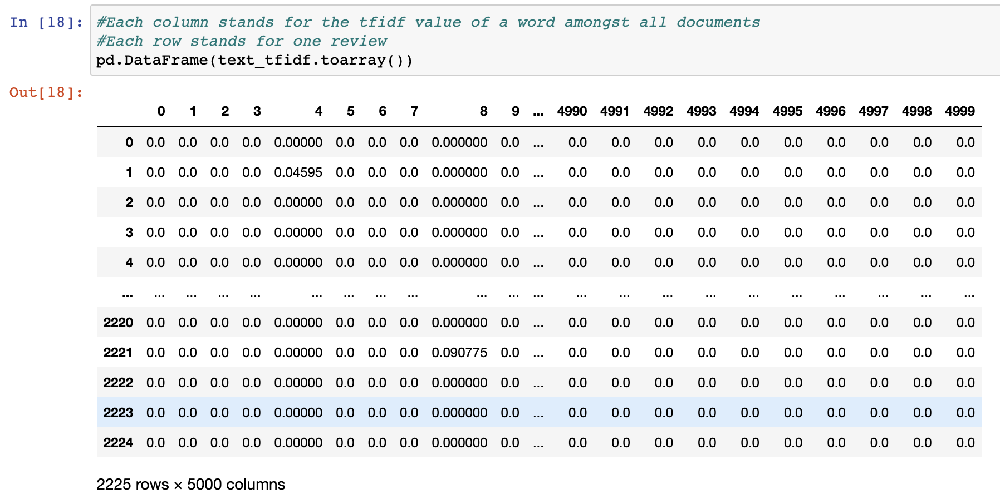 In [18]: #Each column stands for the tfidf value of a word amongst all documents
#Each row stands for one review
pd.DataFrame(text_tfidf.toarray())
Out[18]:
0 1 2 3 4 5 6 7 8 9 ... 4990 4991 4992 4993 4994 4995 4996 4997 4998 4999
0 0.0 0.0 0.0 0.0 0.00000 0.0 0.0 0.0 0.000000 0.0 ... 0.0 0.0 0.0 0.0 0.0 0.0 0.0 0.0 0.0 0.0
1 0.0 0.0 0.0 0.0 0.04595 0.0 0.0 0.0 0.000000 0.0 ... 0.0 0.0 0.0 0.0 0.0 0.0 0.0 0.0 0.0 0.0
2 0.0 0.0 0.0 0.0 0.00000 0.0 0.0 0.0 0.000000 0.0 ... 0.0 0.0 0.0 0.0 0.0 0.0 0.0 0.0 0.0 0.0
3 0.0 0.0 0.0 0.0 0.00000 0.0 0.0 0.0 0.000000 0.0 ... 0.0 0.0 0.0 0.0 0.0 0.0 0.0 0.0 0.0 0.0
4 0.0 0.0 0.0 0.0 0.00000 0.0 0.0 0.0 0.000000 0.0 ... 0.0 0.0 0.0 0.0 0.0 0.0 0.0 0.0 0.0 0.0
... ... ... ... ... ... ... ... ... ... ... ... ... ... ... ... ... ... ... ... ... ...
2220 0.0 0.0 0.0 0.0 0.00000 0.0 0.0 0.0 0.000000 0.0 ... 0.0 0.0 0.0 0.0 0.0 0.0 0.0 0.0 0.0 0.0
2221 0.0 0.0 0.0 0.0 0.00000 0.0 0.0 0.0 0.090775 0.0 ... 0.0 0.0 0.0 0.0 0.0 0.0 0.0 0.0 0.0 0.0
2222 0.0 0.0 0.0 0.0 0.00000 0.0 0.0 0.0 0.000000 0.0 ... 0.0 0.0 0.0 0.0 0.0 0.0 0.0 0.0 0.0 0.0
2223 0.0 0.0 0.0 0.0 0.00000 0.0 0.0 0.0 0.000000 0.0 ... 0.0 0.0 0.0 0.0 0.0 0.0 0.0 0.0 0.0 0.0
2224 0.0 0.0 0.0 0.0 0.00000 0.0 0.0 0.0 0.000000 0.0 ... 0.0 0.0 0.0 0.0 0.0 0.0 0.0 0.0 0.0 0.0
2225 rows × 5000 columns